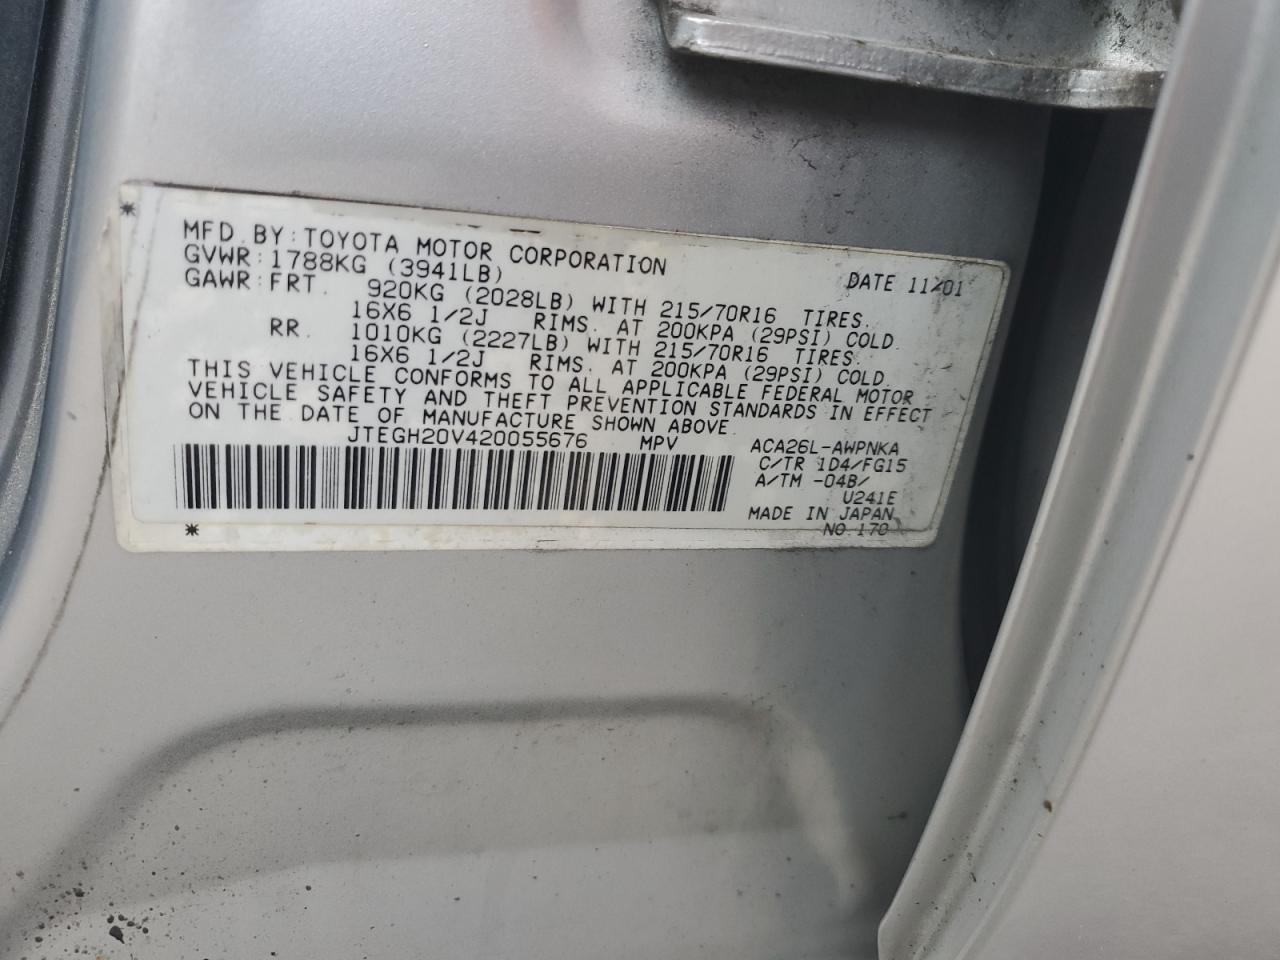 MFD. BY: TOYOTA MOTOR CORPORATION DATE 11/01
GVWR: 1788KG (3941LB)
GAWR: FRT. 920KG (2028LB) WITH 215/70R16 TIRES.
16X6 1/2J RIMS. AT 200KPA (29PSI) COLD.
RR. 1010KG (2227LB) WITH 215/70R16 TIRES.
16X6 1/2J RIMS. AT 200KPA (29PSI) COLD
THIS VEHICLE CONFORMS TO ALL APPLICABLE FEDERAL MOTOR
VEHICLE SAFETY AND THEFT PREVENTION STANDARDS IN EFFECT
ON THE DATE OF MANUFACTURE SHOWN ABOVE.
JTEGH20V420055676 MPV ACA26L-AWPNKA
C/TR 1D4/FG15
A/TM -04B/
U241E
MADE IN JAPAN
NO.170